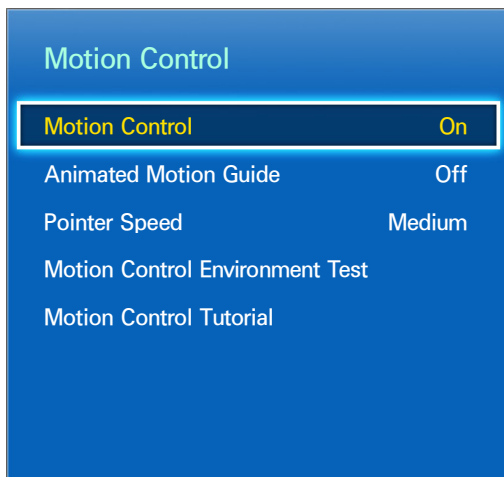 Motion Control
Motion Control On
Animated Motion Guide Off
Pointer Speed Medium
Motion Control Environment Test
Motion Control Tutorial